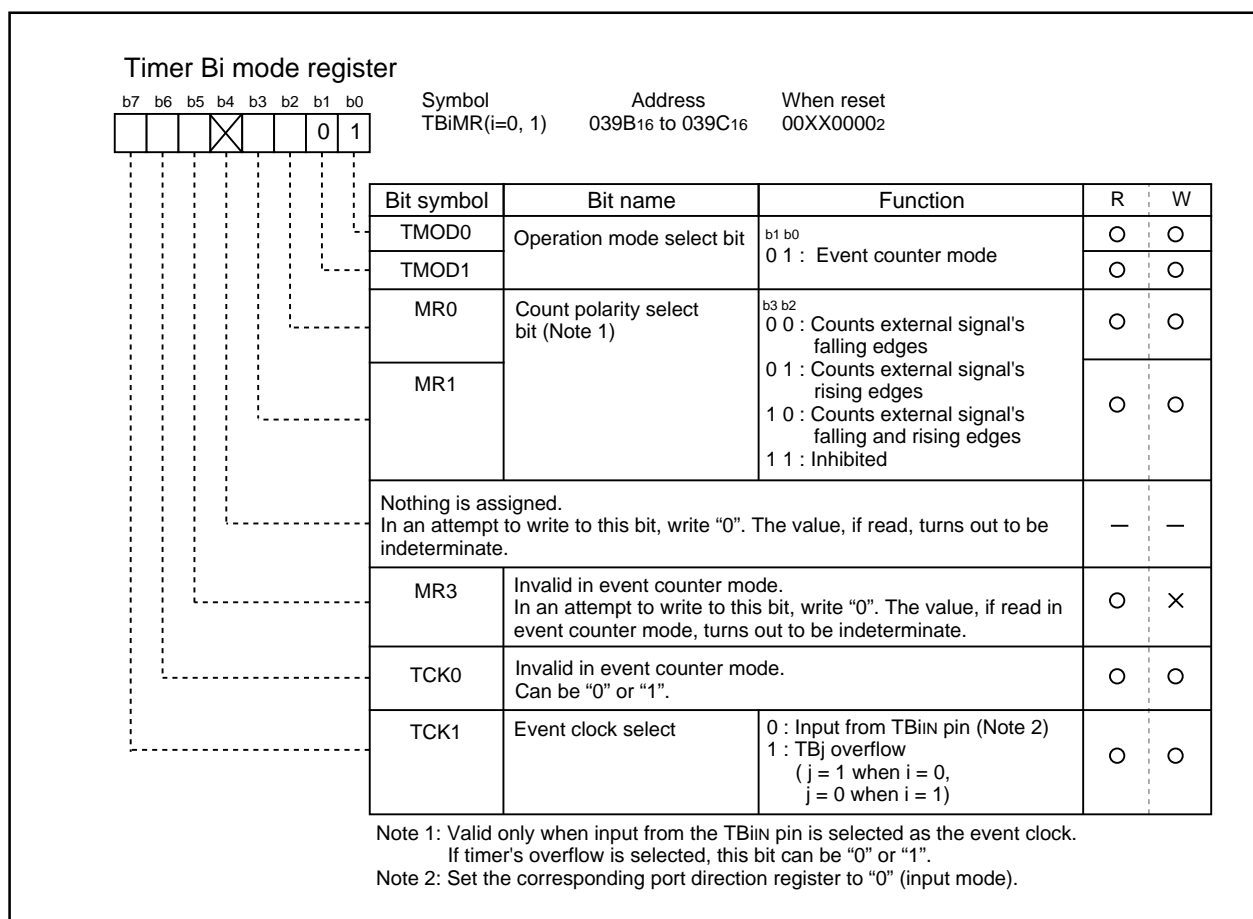 Timer Bi mode register
b7 b6 b5 b4 b3 b2 b1 b0
0 1
Symbol Address When reset
TBiMR(i=0, 1) 039B16 to 039C16 00XX00002
Bit symbol Bit name Function R W
TMOD0
TMOD1
Operation mode select bit
b1 b0
0 1 : Event counter mode
MR0
MR1
Count polarity select
bit (Note 1)
b3 b2
0 0 : Counts external signal's
falling edges
0 1 : Counts external signal's
rising edges
1 0 : Counts external signal's
falling and rising edges
1 1 : Inhibited
Nothing is assigned.
In an attempt to write to this bit, write “0”. The value, if read, turns out to be
indeterminate.
MR3
Invalid in event counter mode.
In an attempt to write to this bit, write “0”. The value, if read in
event counter mode, turns out to be indeterminate.
TCK0
Invalid in event counter mode.
Can be “0” or “1”.
TCK1
Event clock select
0 : Input from TBiIN pin (Note 2)
1 : TBj overflow
( j = 1 when i = 0,
j = 0 when i = 1)
Note 1: Valid only when input from the TBiIN pin is selected as the event clock.
If timer's overflow is selected, this bit can be “0” or “1”.
Note 2: Set the corresponding port direction register to “0” (input mode).